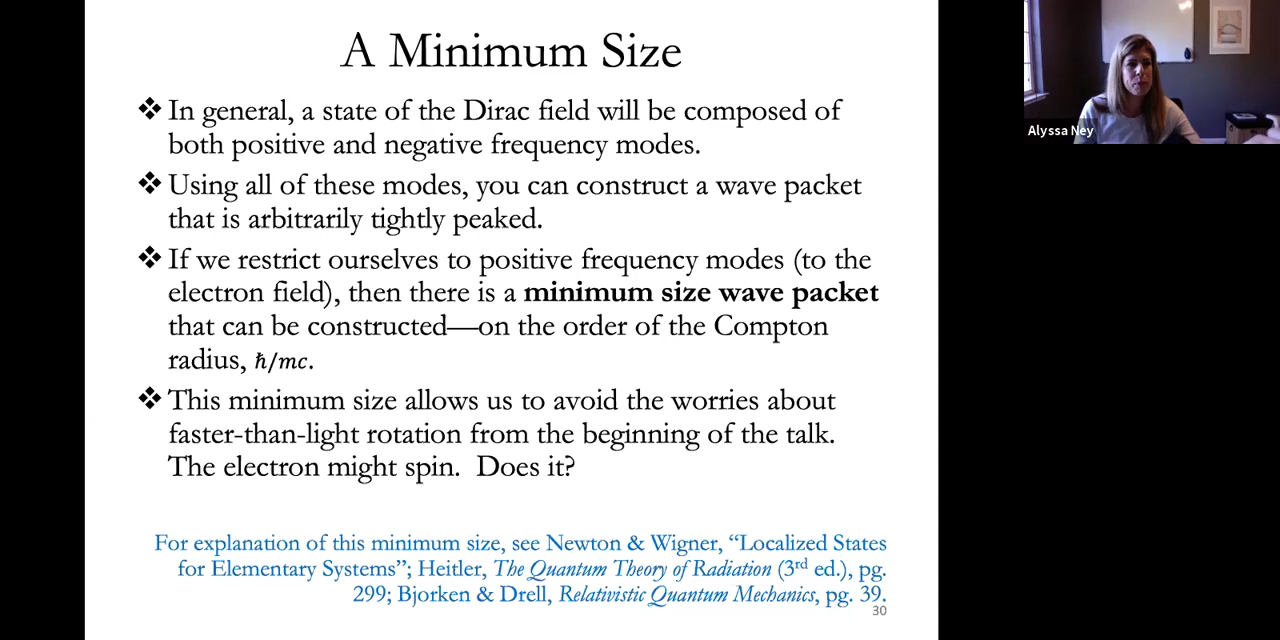 A Minimum Size
❖ In general, a state of the Dirac field will be composed of
both positive and negative frequency modes.
❖ Using all of these modes, you can construct a wave packet
that is arbitrarily tightly peaked.
❖ If we restrict ourselves to positive frequency modes (to the
electron field), then there is a minimum size wave packet
that can be constructed—on the order of the Compton
radius, ℏ/mc.
❖ This minimum size allows us to avoid the worries about
faster-than-light rotation from the beginning of the talk.
The electron might spin.  Does it?
For explanation of this minimum size, see Newton & Wigner, “Localized States
for Elementary Systems”; Heitler, The Quantum Theory of Radiation (3rd ed.), pg.
299; Bjorken & Drell, Relativistic Quantum Mechanics, pg. 39.
30
Alyssa Ney